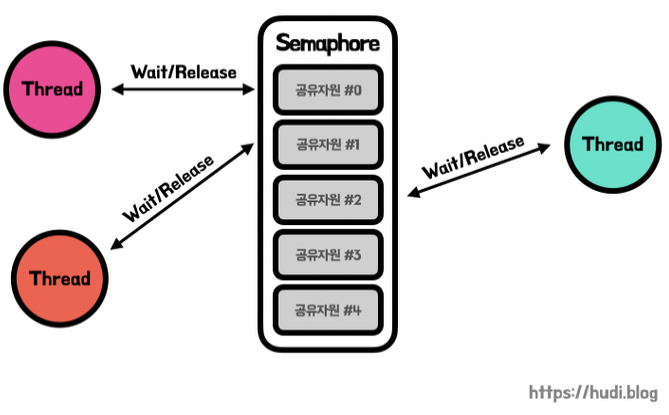 Semaphore
Thread
Wait/Release
공유자원 #0
공유자원 #1
Wait/Release
Wait/Release
Thread
공유자원 #2
Thread
공유자원 #3
공유자원 #4
https://hudi.blog